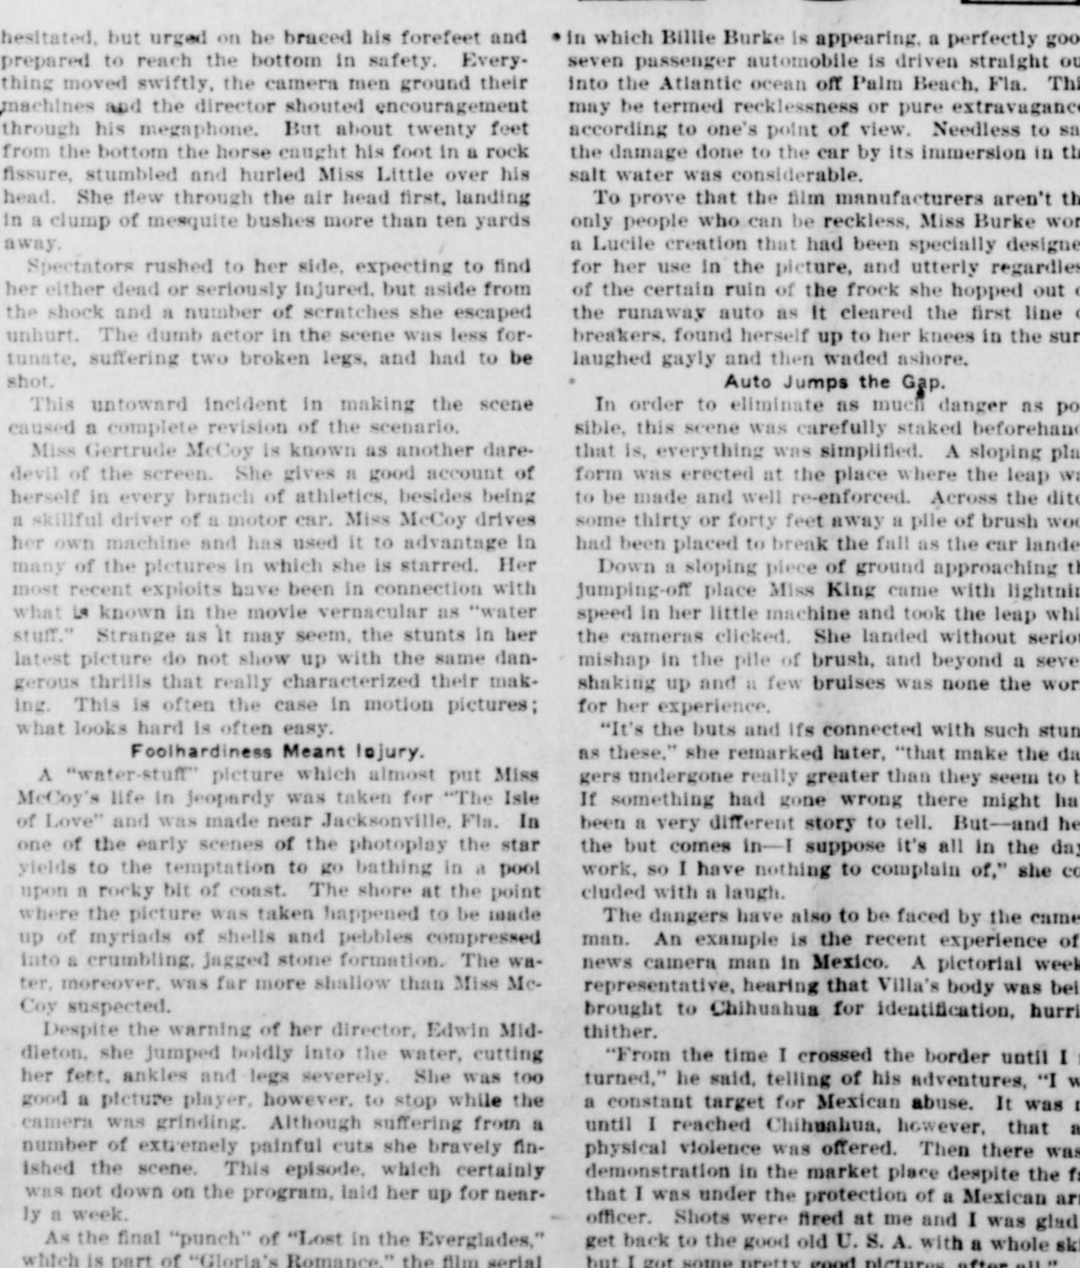 hesitated, but urged on he braced his forefeet and
prepared to reach the bottom in safety. Every-
thing moved swiftly, the camera men ground their
machines and the director shouted encouragement
through his megaphone. But about twenty feet
from the bottom the horse caught his foot in a rock
fissure, stumbled and hurled Miss Little over his
head. She flew through the air head first, landing
in a clump of mesquite bushes more than ten yards
away.
Spectators rushed to her side, expecting to find
her either dead or seriously injured, but aside from
the shock and a number of scratches she escaped
unhurt. The dumb actor in the scene was less for-
tunate, suffering two broken legs, and had to be
shot.
This untoward incident in making the scene
caused a complete revision of the scenario.
Miss Gertrude McCoy is known as another dare-
devil of the screen. She gives a good account of
herself in every branch of athletics, besides being
a skillful driver of a motor car. Miss McCoy drives
her own machine and has used it to advantage in
many of the pictures in which she is starred. Her
most recent exploits have been in connection with
what is known in the movie vernacular as "water
stuff." Strange as it may seem, the stunts in her
latest picture do not show up with the same dan-
gerous thrills that really characterized their mak-
ing. This is often the case in motion pictures;
what looks hard is often easy.
Foolhardiness Meant Injury.
A "water-stuff" picture which almost put Miss
McCoy's life in jeopardy was taken for "The Isle
of Love" and was made near Jacksonville, Fla. In
one of the early scenes of the photoplay the star
yields to the temptation to go bathing in a pool
upon a rocky bit of coast. The shore at the point
where the picture was taken happened to be made
up of myriads of shells and pebbles compressed
into a crumbling, jagged stone formation. The wa-
ter, moreover, was far more shallow than Miss Mc-
Coy suspected.
Despite the warning of her director, Edwin Mid-
dleton, she jumped boldly into the water, cutting
her feet, ankles and legs severely. She was too
good a picture player, however, to stop while the
camera was grinding. Although suffering from a
number of extremely painful cuts she bravely fin-
ished the scene. This episode, which certainly
was not down on the program, laid her up for near-
ly a week.
As the final "punch" of "Lost in the Everglades,"
which is part of "Gloria's Romance," the film serial
in which Billie Burke is appearing, a perfectly goo
seven passenger automobile is driven straight ou
into the Atlantic ocean off Palm Beach, Fla. Thi
may be termed recklessness or pure extravagance
according to one's point of view. Needless to sa
the damage done to the car by its immersion in th
salt water was considerable.
To prove that the film manufacturers aren't th
only people who can be reckless, Miss Burke wor
a Lucile creation that had been specially designe
for her use in the picture, and utterly regardles
of the certain ruin of the frock she hopped out o
the runaway auto as it cleared the first line o
breakers, found herself up to her knees in the sur
laughed gayly and then waded ashore.
Auto Jumps the Gap.
In order to eliminate as much danger as po
sible, this scene was carefully staked beforehand
that is, everything was simplified. A sloping pla
form was erected at the place where the leap wa
to be made and well re-enforced. Across the ditc
some thirty or forty feet away a pile of brush woo
had been placed to break the fall as the car lande
Down a sloping piece of ground approaching th
jumping-off place Miss King came with lightnin
speed in her little machine and took the leap whi
the cameras clicked. She landed without seriou
mishap in the pile of brush, and beyond a seve
shaking up and a few bruises was none the wor
for her experience.
"It's the buts and ifs connected with such stun
as these," she remarked later, "that make the da
gers undergone really greater than they seem to b
If something had gone wrong there might ha
been a very different story to tell. But—and he
the but comes in—I suppose it's all in the day
work, so I have nothing to complain of," she co
cluded with a laugh.
The dangers have also to be faced by the came
man. An example is the recent experience of
news camera man in Mexico. A pictorial week
representative, hearing that Villa's body was bei
brought to Chihuahua for identification, hurri
thither.
"From the time I crossed the border until I r
turned," he said, telling of his adventures, "I w
a constant target for Mexican abuse. It was n
until I reached Chihuahua, however, that a
physical violence was offered. Then there was
demonstration in the market place despite the fa
that I was under the protection of a Mexican arm
officer. Shots were fired at me and I was glad
get back to the good old U. S. A. with a whole ski
but I got some pretty good pictures, after all."